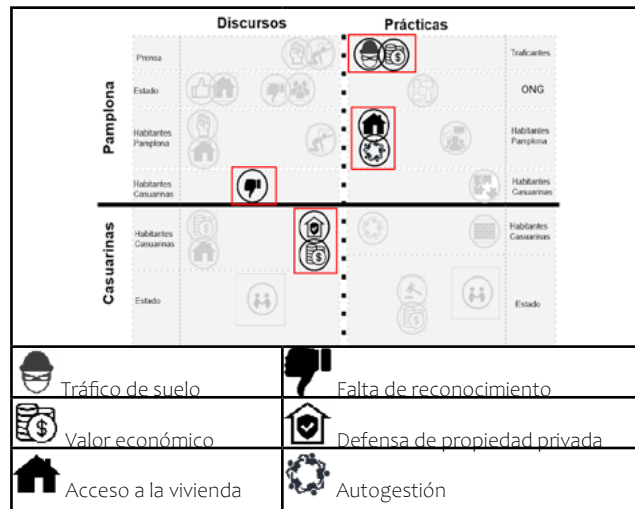 Discursos Prácticas
Pamplona
Prensa Traficantes
Estado ONG
Habitantes Pamplona Habitantes Pamplona
Habitantes Casuarinas Habitantes Casuarinas
Casuarinas
Habitantes Casuarinas Habitantes Casuarinas
Estado Estado
Tráfico de suelo Falta de reconocimiento
Valor económico Defensa de propiedad privada
Acceso a la vivienda Autogestión